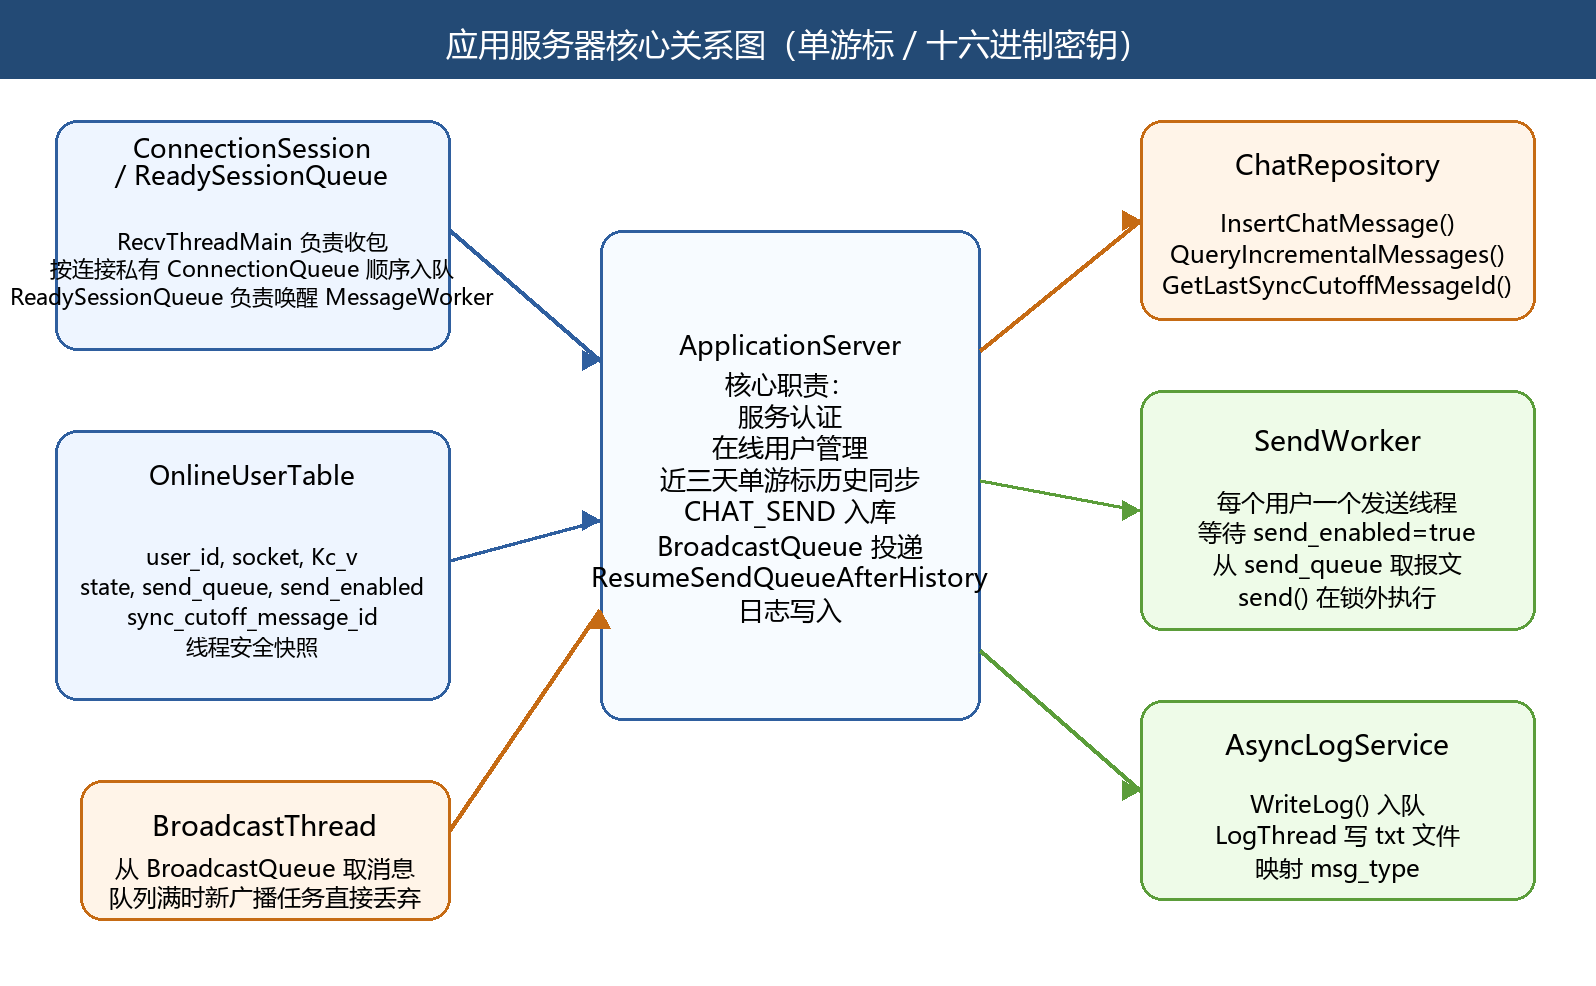 应用服务器核心关系图（单游标 / 十六进制密钥）
ConnectionSession
/ ReadySessionQueue
RecvThreadMain 负责收包
按连接私有 ConnectionQueue 顺序入队
ReadySessionQueue 负责唤醒 MessageWorker
OnlineUserTable
user_id, socket, Kc_v
state, send_queue, send_enabled
sync_cutoff_message_id
线程安全快照
BroadcastThread
从 BroadcastQueue 取消息
队列满时新广播任务直接丢弃
ApplicationServer
核心职责：
服务认证
在线用户管理
近三天单游标历史同步
CHAT_SEND 入库
BroadcastQueue 投递
ResumeSendQueueAfterHistory
日志写入
ChatRepository
InsertChatMessage()
QueryIncrementalMessages()
GetLastSyncCutoffMessageId()
SendWorker
每个用户一个发送线程
等待 send_enabled=true
从 send_queue 取报文
send() 在锁外执行
AsyncLogService
WriteLog() 入队
LogThread 写 txt 文件
映射 msg_type